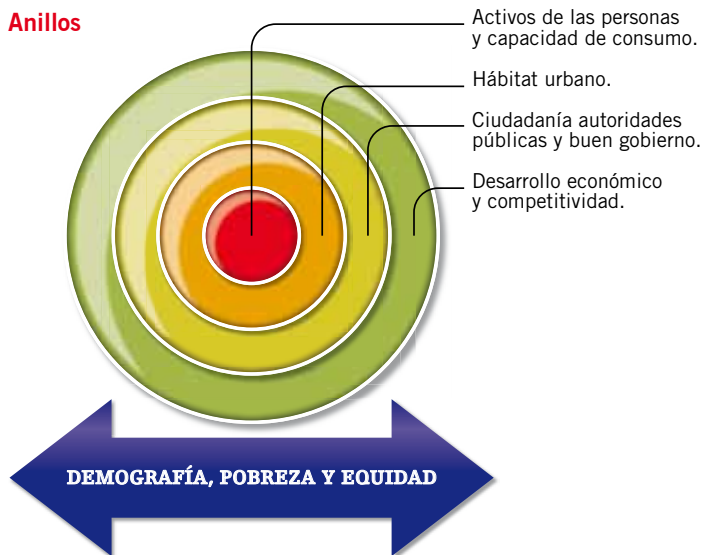 Anillos
Activos de las personas
y capacidad de consumo.
Hábitat urbano.
Ciudadanía autoridades
públicas y buen gobierno.
Desarrollo económico
y competitividad.
DEMOGRAFÍA, POBREZA Y EQUIDAD